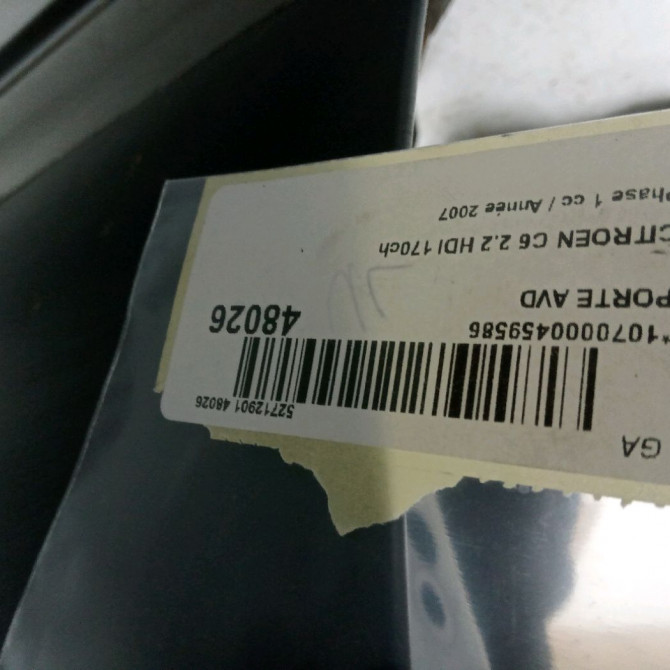 GA
52712901 48026
*1070000459586
48026
PORTE AVD
CITROEN C6 2.2 HDI 170ch
Phase 1 cc / Année 2007